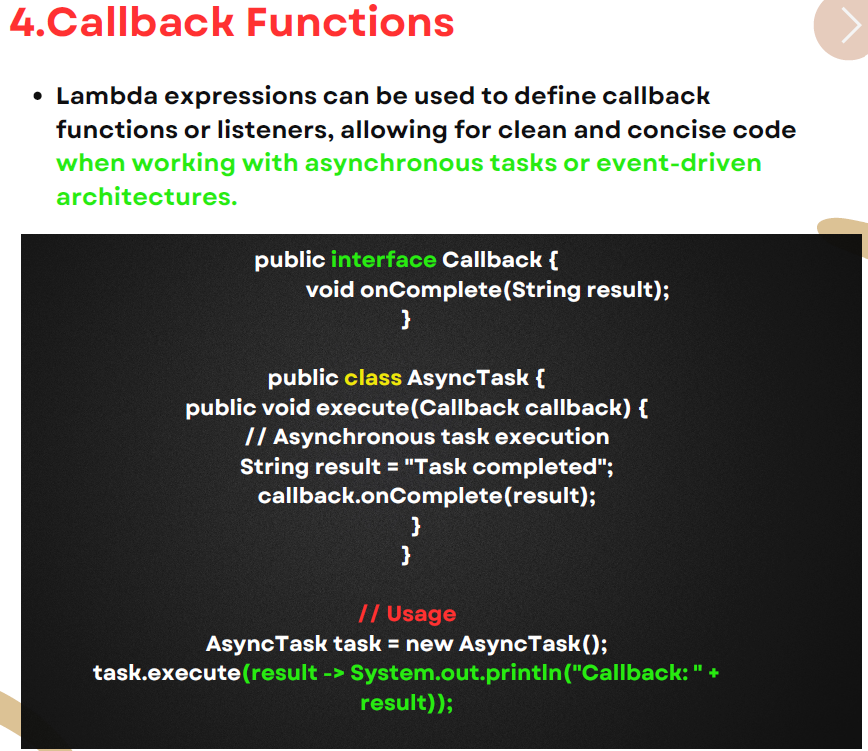 4.Callback Functions
• Lambda expressions can be used to define callback
functions or listeners, allowing for clean and concise code
when working with asynchronous tasks or event-driven
architectures.
public interface Callback {
void onComplete(String result);
}
public class AsyncTask {
public void execute(Callback callback) {
// Asynchronous task execution
String result = "Task completed";
callback.onComplete(result);
}
}
// Usage
AsyncTask task = new AsyncTask();
task.execute(result -> System.out.println("Callback: " +
result));